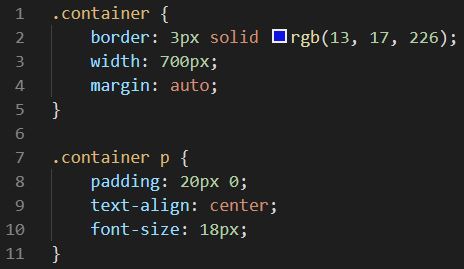 1 .container {
2 border: 3px solid rgb(13, 17, 226);
3 width: 700px;
4 margin: auto;
5 }
6
7 .container p {
8 padding: 20px 0;
9 text-align: center;
10 font-size: 18px;
11 }